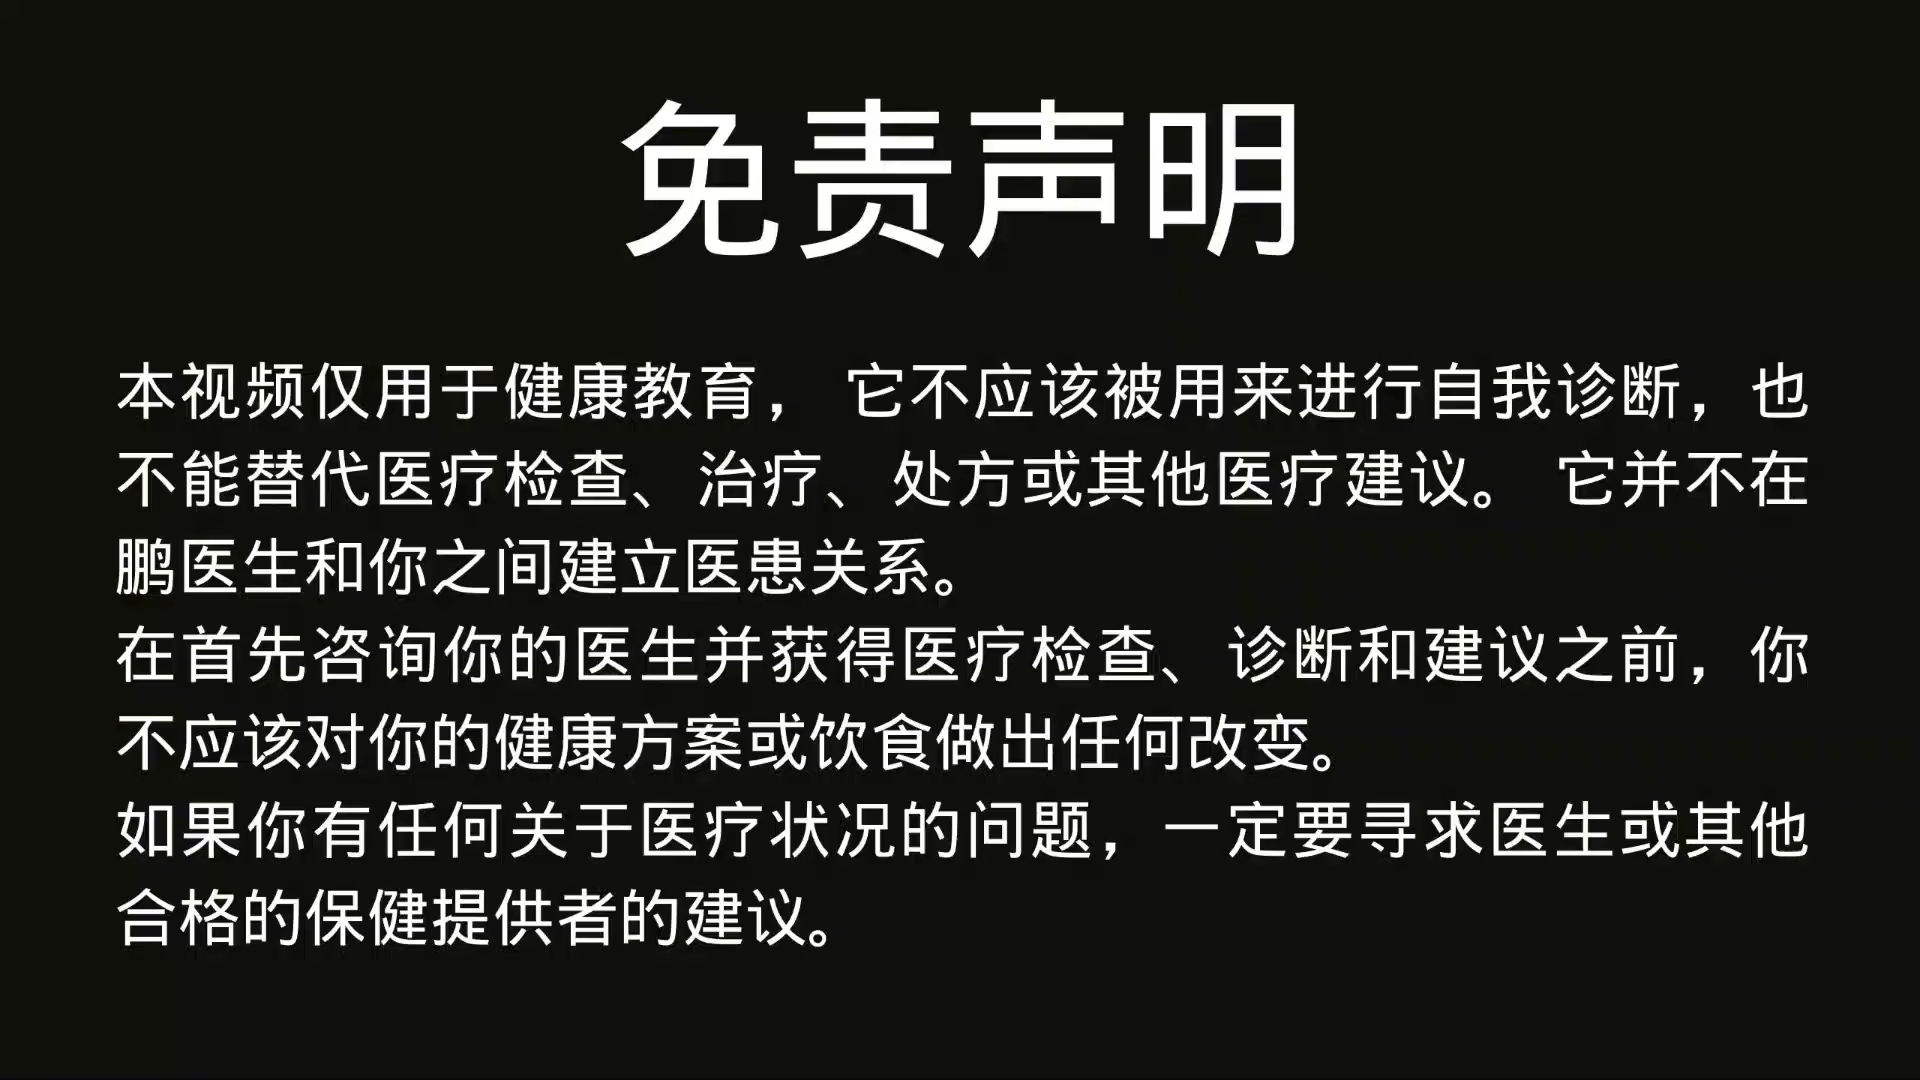 免责声明
本视频仅用于健康教育， 它不应该被用来进行自我诊断，也
不能替代医疗检查、治疗、处方或其他医疗建议。 它并不在
鹏医生和你之间建立医患关系。
在首先咨询你的医生并获得医疗检查、诊断和建议之前，你
不应该对你的健康方案或饮食做出任何改变。
如果你有任何关于医疗状况的问题，一定要寻求医生或其他
合格的保健提供者的建议。